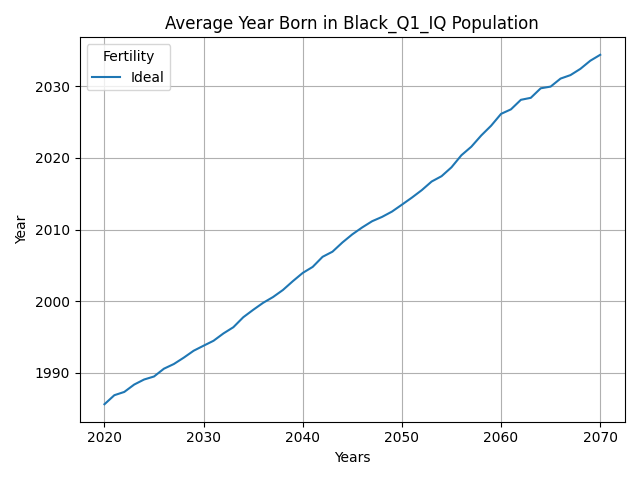 Average Year Born in Black_Q1_IQ Population
Fertility
Ideal
Year
2030
2020
2010
2000
1990
2020 2030 2040 2050 2060 2070
Years